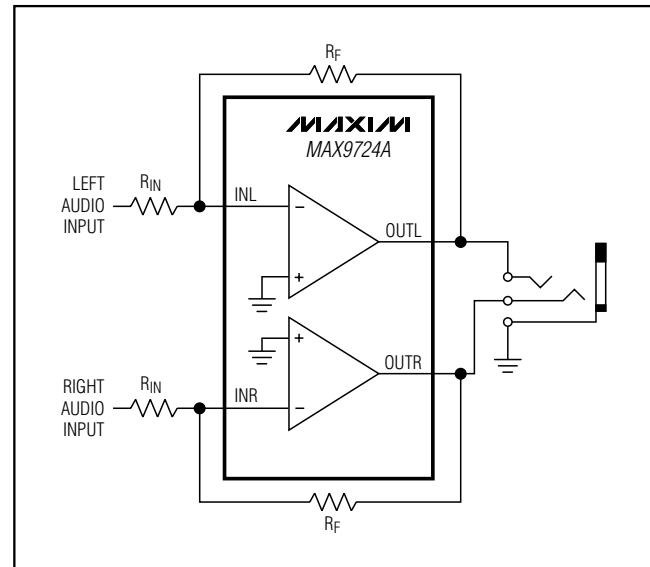 RF
MAXIM
MAX9724A
LEFT
AUDIO
INPUT
RIN
INL
−
+
OUTL
+
−
OUTR
RIGHT
AUDIO
INPUT
RIN
INR
RF